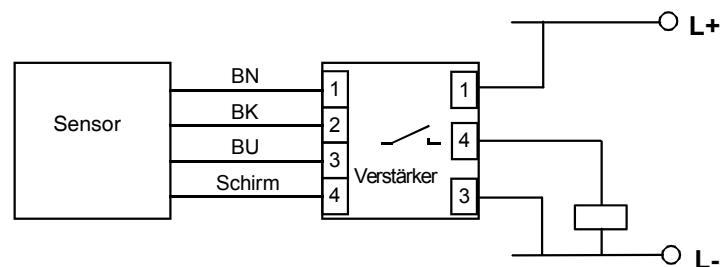 L+
BN
1
1
Sensor
BK
2
4
BU
3
Verstärker
Schirm
4
3
L-